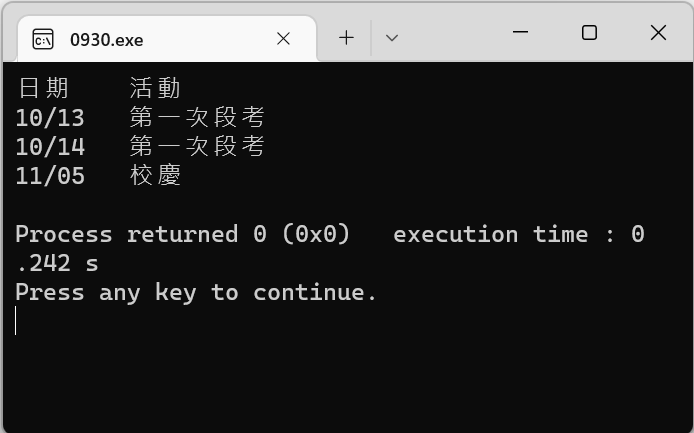 0930.exe
日期 活動
10/13 第一次段考
10/14 第一次段考
11/05 校慶
Process returned 0 (0x0) execution time : 0
.242 s
Press any key to continue.